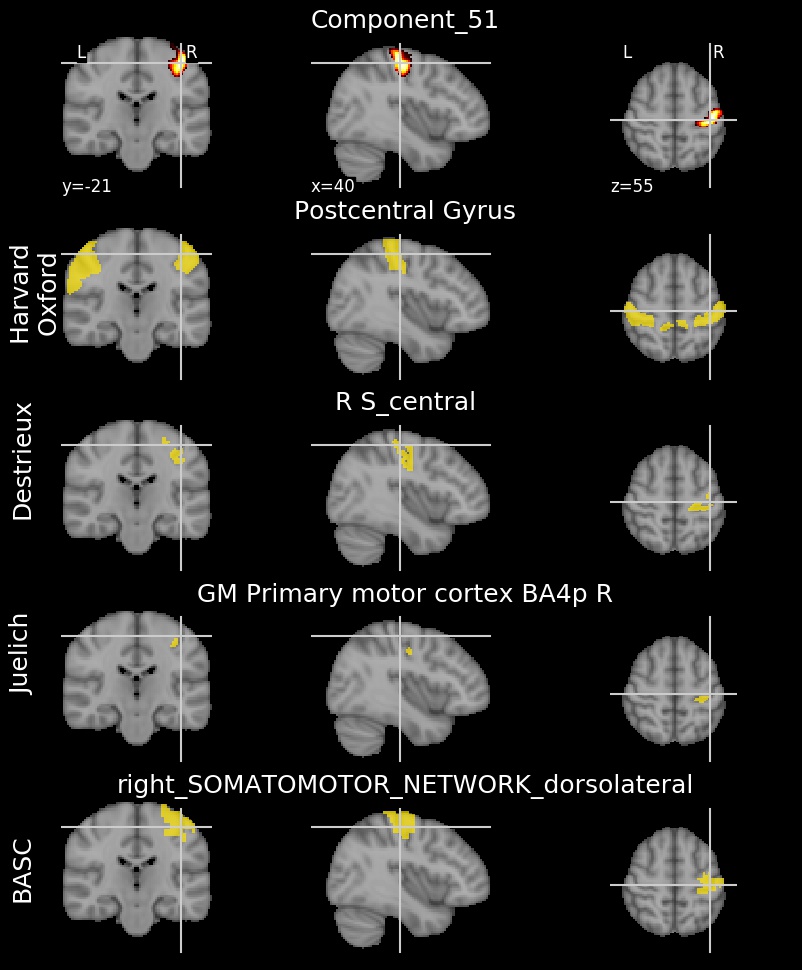 Component_51
L
R
L
R
y=-21
x=40
z=55
Postcentral Gyrus
Harvard
Oxford
R S_central
Destrieux
GM Primary motor cortex BA4p R
Juelich
right_SOMATOMOTOR_NETWORK_dorsolateral
BASC